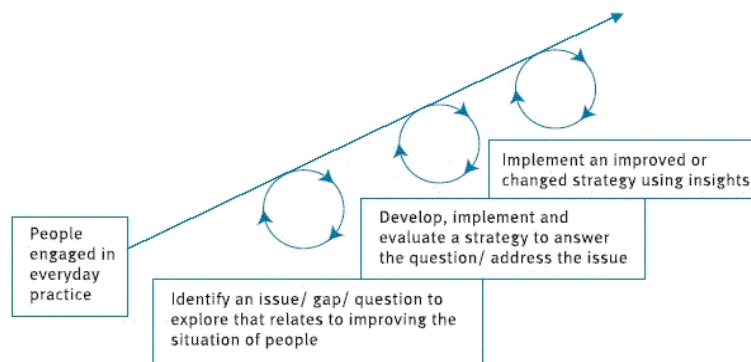 People
engaged in
everyday
practice
Identify an issue/ gap/ question to
explore that relates to improving the
situation of people
Develop, implement and
evaluate a strategy to answer
the question/ address the issue
Implement an improved or
changed strategy using insights